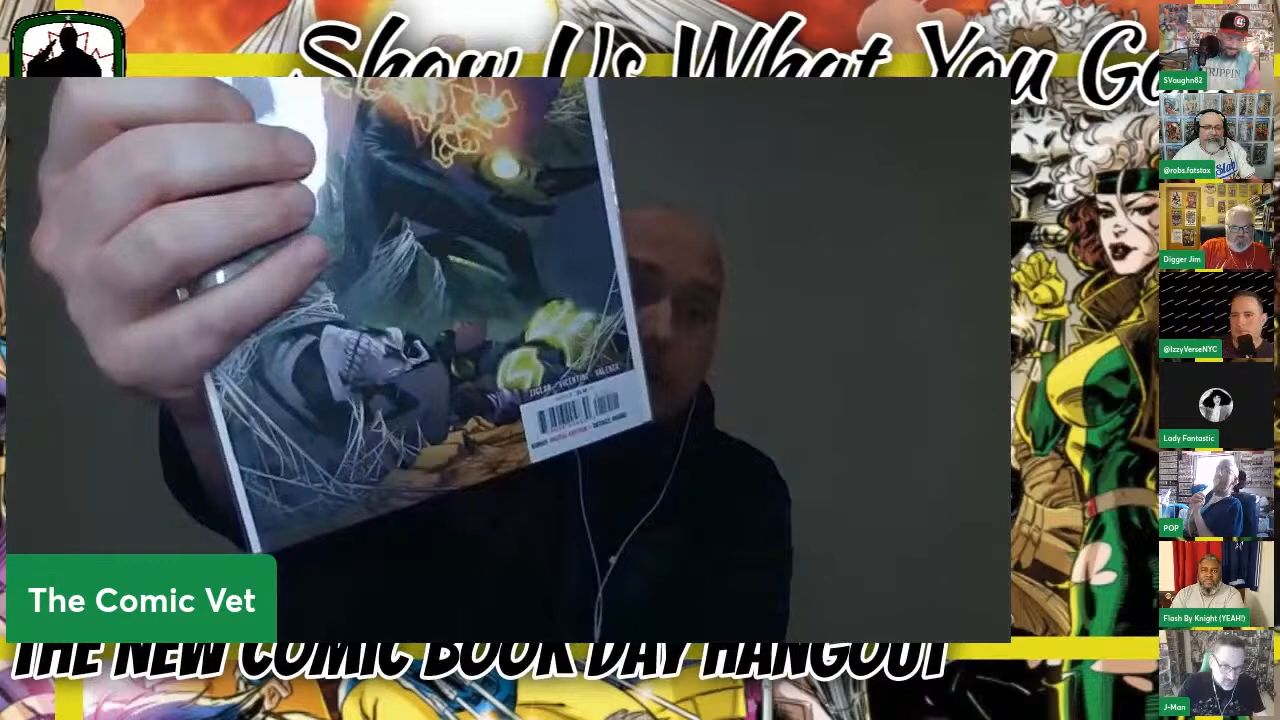 Show Us What You Go
SVaughn82
TRIPPIN
@robs.fatstax
Digger Jim
@IzzyVerseNYC
Lady Fantastic
POP
Flash By Knight (YEAH!)
J-Man
The Comic Vet
THE NEW COMIC BOOK DAY HANGOUT